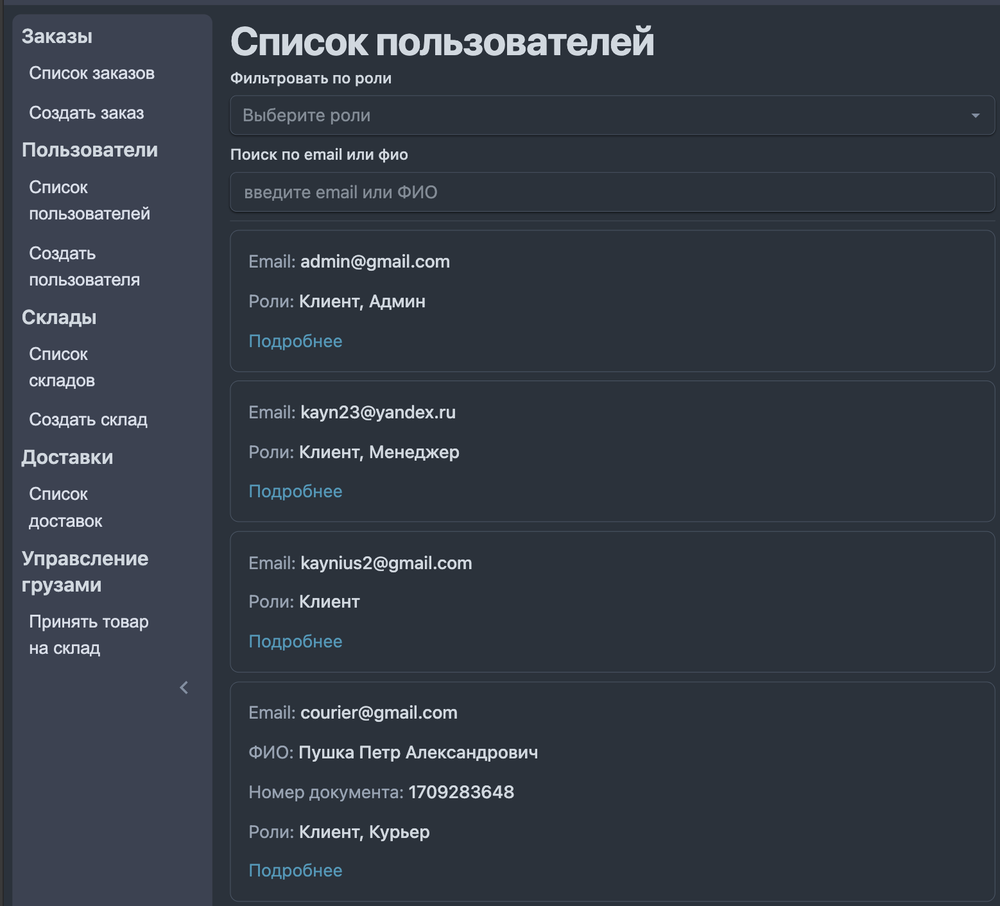 Заказы
Список заказов
Создать заказ
Пользователи
Список
пользователей
Создать
пользователя
Склады
Список
складов
Создать склад
Доставки
Список
доставок
Управсление
грузами
Принять товар
на склад
Список пользователей
Фильтровать по роли
Выберите роли
Поиск по email или фио
введите email или ФИО
Email: admin@gmail.com
Роли: Клиент, Админ
Подробнее
Email: kayn23@yandex.ru
Роли: Клиент, Менеджер
Подробнее
Email: kaynius2@gmail.com
Роли: Клиент
Подробнее
Email: courier@gmail.com
ФИО: Пушка Петр Александрович
Номер документа: 1709283648
Роли: Клиент, Курьер
Подробнее